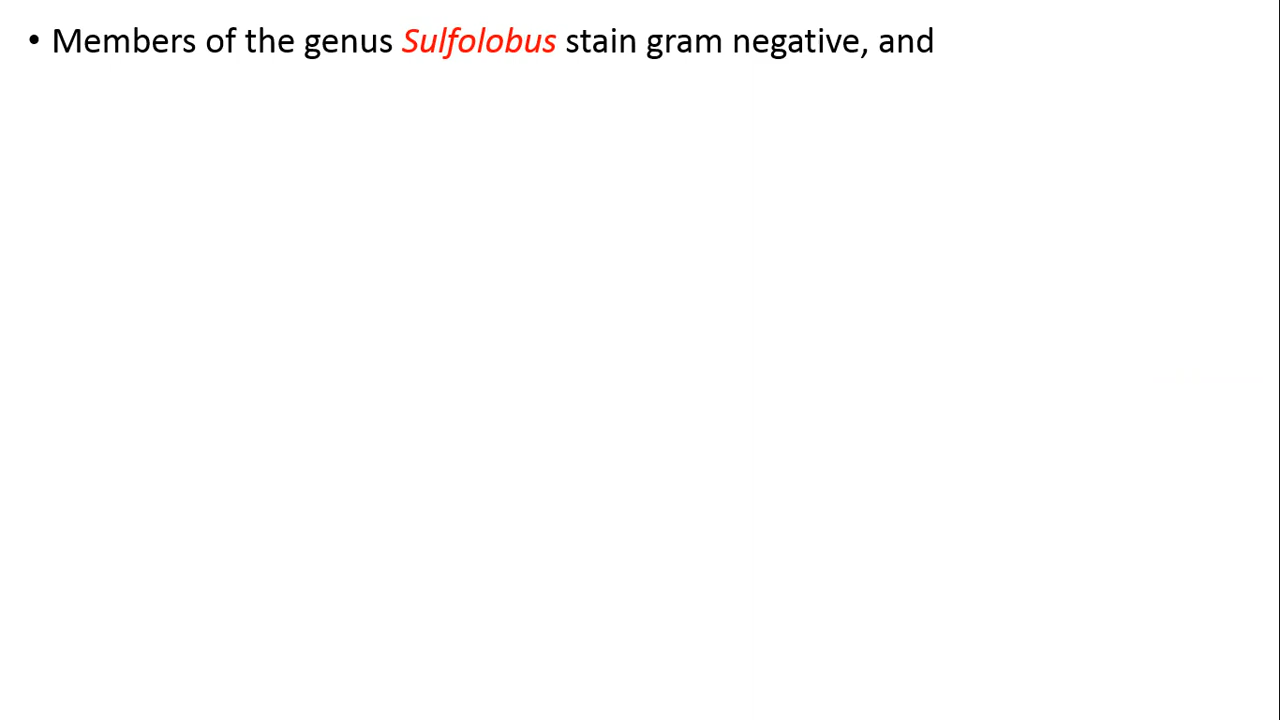 • Members of the genus Sulfolobus stain gram negative, and